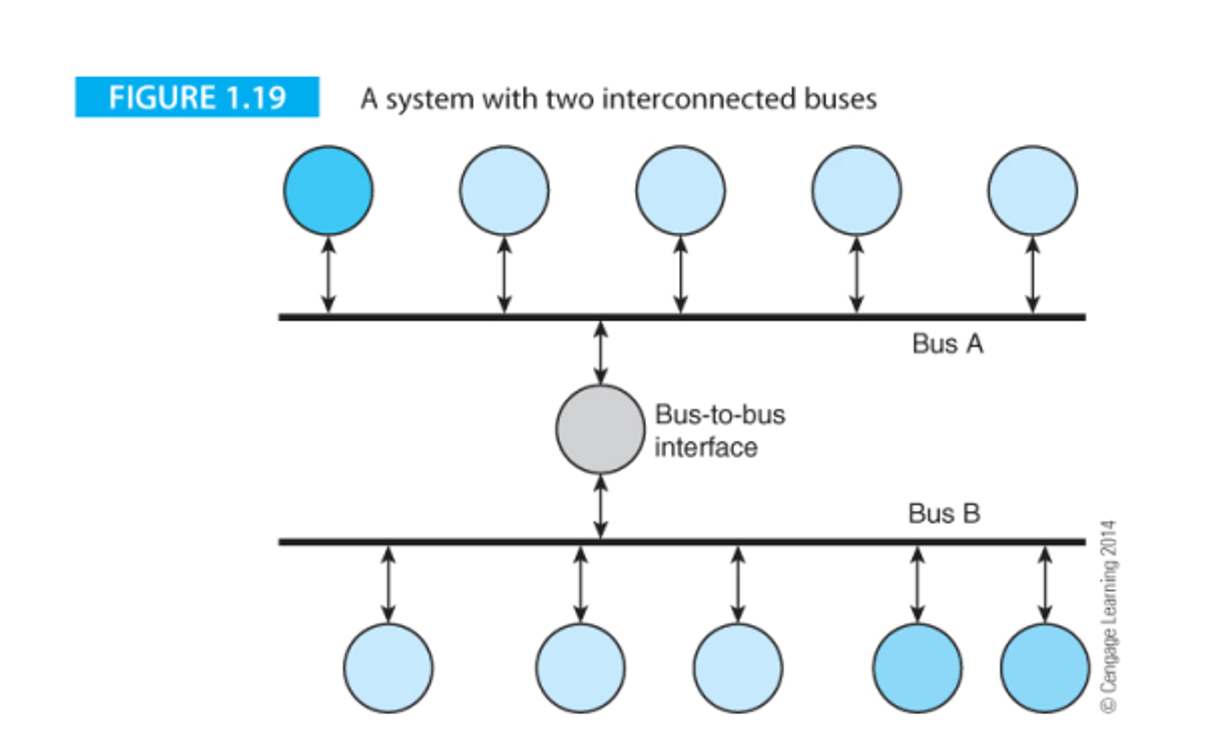 FIGURE 1.19 A system with two interconnected buses
Bus A
Bus-to-bus
interface
Bus B
© Cengage Learning 2014